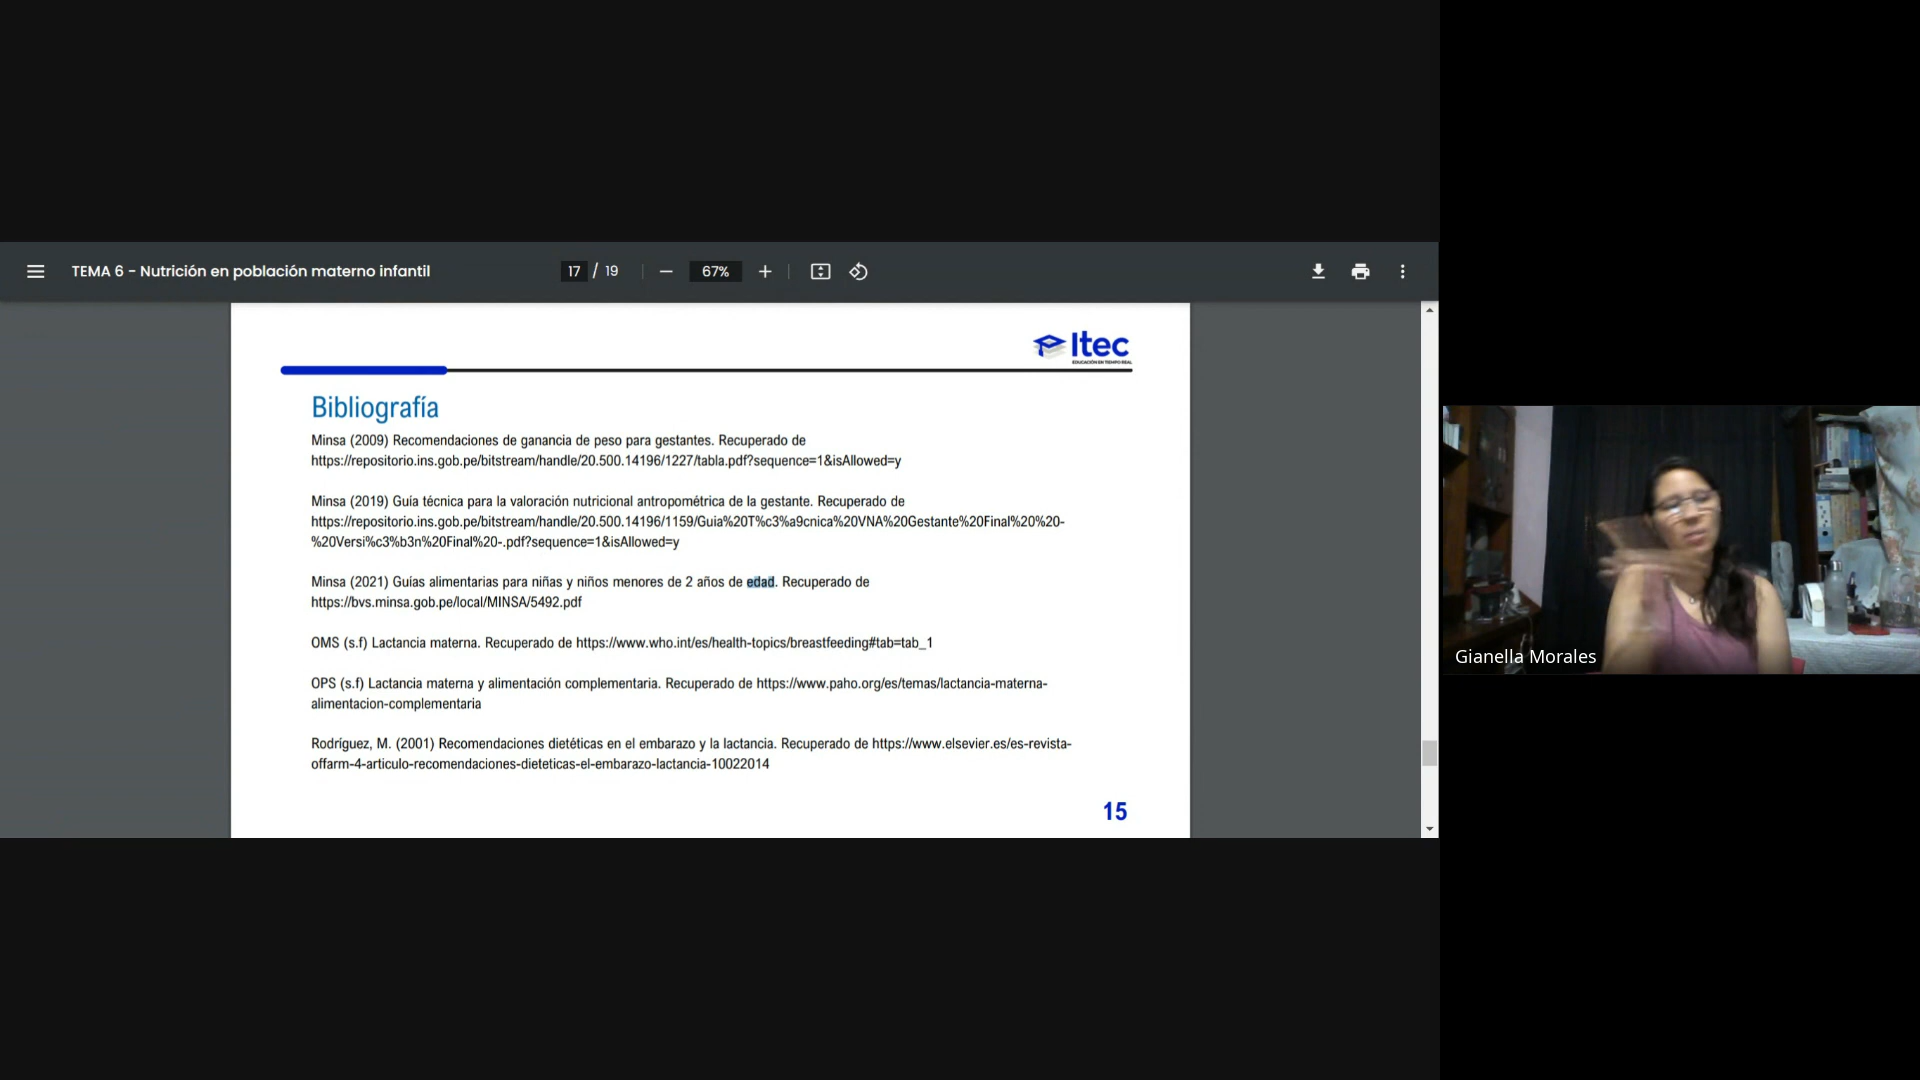 TEMA 6 - Nutrición en población materno infantil
17 / 19
67%
Itec
EDUCACIÓN EN TIEMPO REAL
Bibliografía
Minsa (2009) Recomendaciones de ganancia de peso para gestantes. Recuperado de
https://repositorio.ins.gob.pe/bitstream/handle/20.500.14196/1227/tabla.pdf?sequence=1&isAllowed=y
Minsa (2019) Guía técnica para la valoración nutricional antropométrica de la gestante. Recuperado de
https://repositorio.ins.gob.pe/bitstream/handle/20.500.14196/1159/Guia%20T%c3%a9cnica%20VNA%20Gestante%20Final%20%20-
%20Versi%c3%b3n%20Final%20-.pdf?sequence=1&isAllowed=y
Minsa (2021) Guías alimentarias para niñas y niños menores de 2 años de edad. Recuperado de
https://bvs.minsa.gob.pe/local/MINSA/5492.pdf
OMS (s.f) Lactancia materna. Recuperado de https://www.who.int/es/health-topics/breastfeeding#tab=tab_1
OPS (s.f) Lactancia materna y alimentación complementaria. Recuperado de https://www.paho.org/es/temas/lactancia-materna-
alimentacion-complementaria
Rodríguez, M. (2001) Recomendaciones dietéticas en el embarazo y la lactancia. Recuperado de https://www.elsevier.es/es-revista-
offarm-4-articulo-recomendaciones-dieteticas-el-embarazo-lactancia-10022014
15
Gianella Morales